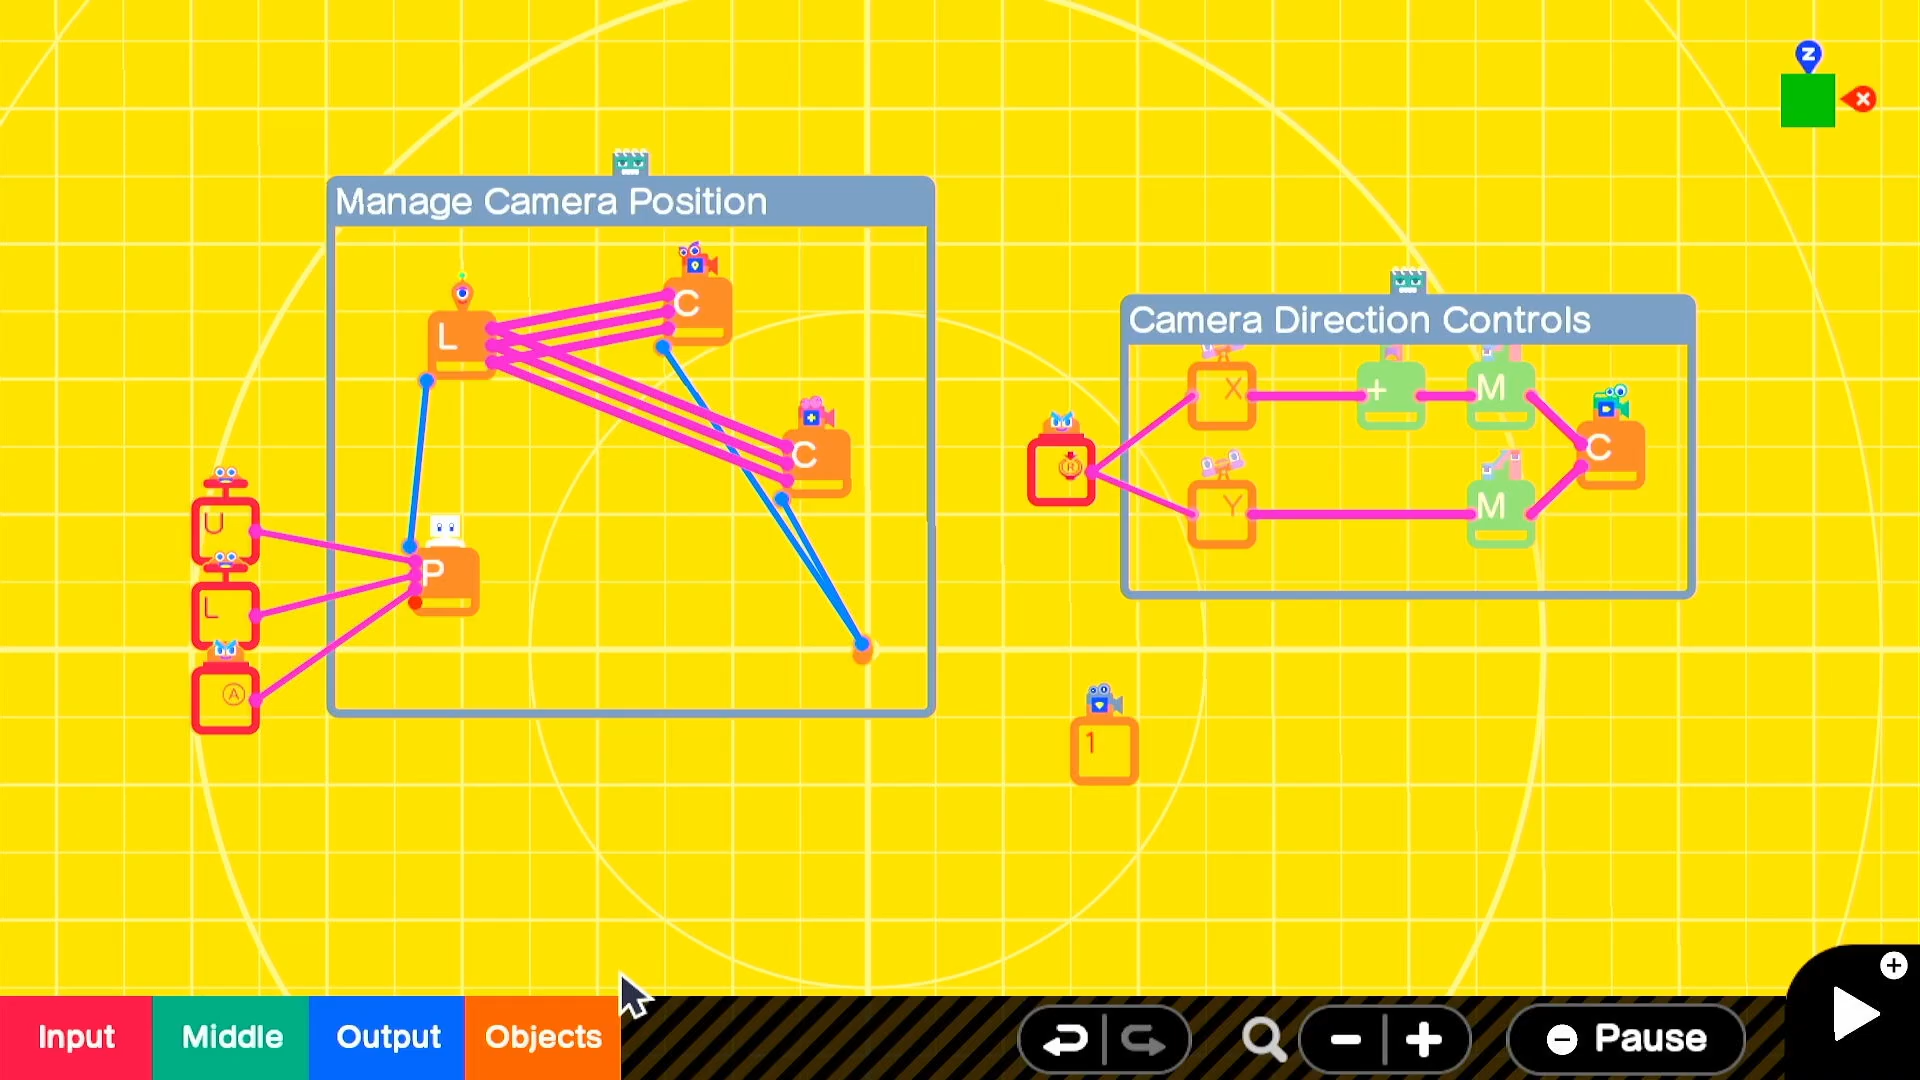 Z
X
Manage Camera Position
C
L
Camera Direction Controls
X
+
M
C
C
U
R
Y
M
L
P
A
1
Input
Middle
Output
Objects
Pause